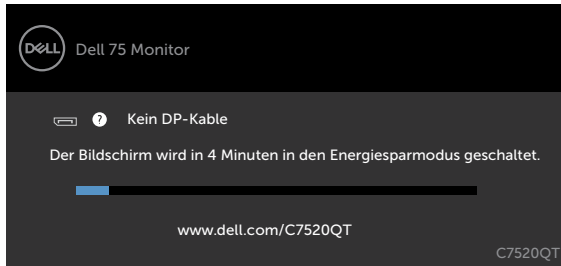 DELL Dell 75 Monitor
? Kein DP-Kable
Der Bildschirm wird in 4 Minuten in den Energiesparmodus geschaltet.
www.dell.com/C7520QT
C7520QT